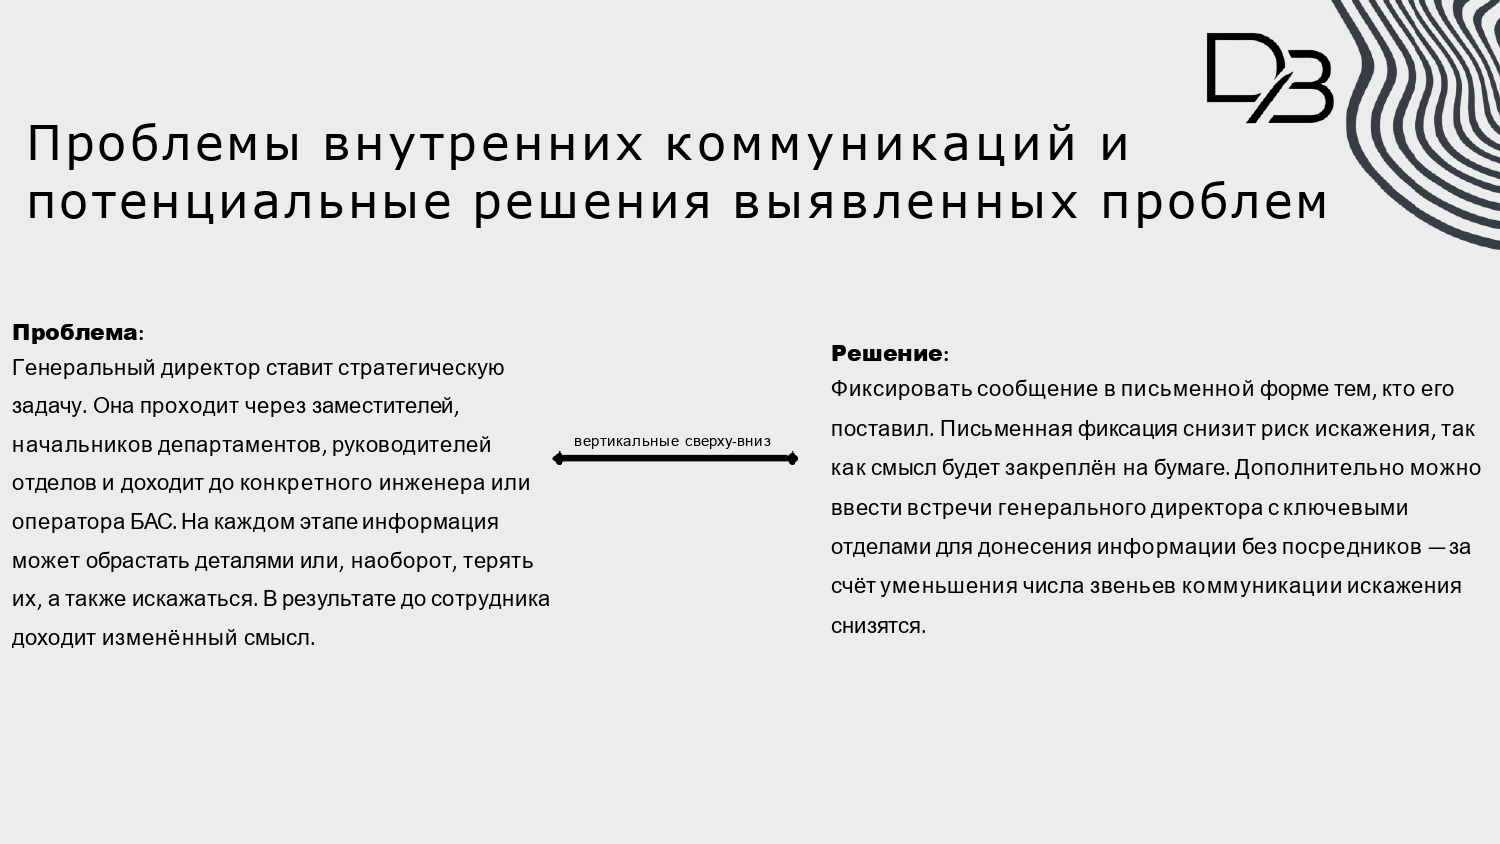 DB
Проблемы внутренних коммуникаций и
потенциальные решения выявленных проблем
Проблема:
Генеральный директор ставит стратегическую
задачу. Она проходит через заместителей,
начальников департаментов, руководителей
отделов и доходит до конкретного инженера или
оператора БАС. На каждом этапе информация
может обрастать деталями или, наоборот, терять
их, а также искажаться. В результате до сотрудника
доходит изменённый смысл.
вертикальные сверху-вниз
Решение:
Фиксировать сообщение в письменной форме тем, кто его
поставил. Письменная фиксация снизит риск искажения, так
как смысл будет закреплён на бумаге. Дополнительно можно
ввести встречи генерального директора с ключевыми
отделами для донесения информации без посредников — за
счёт уменьшения числа звеньев коммуникации искажения
снизятся.